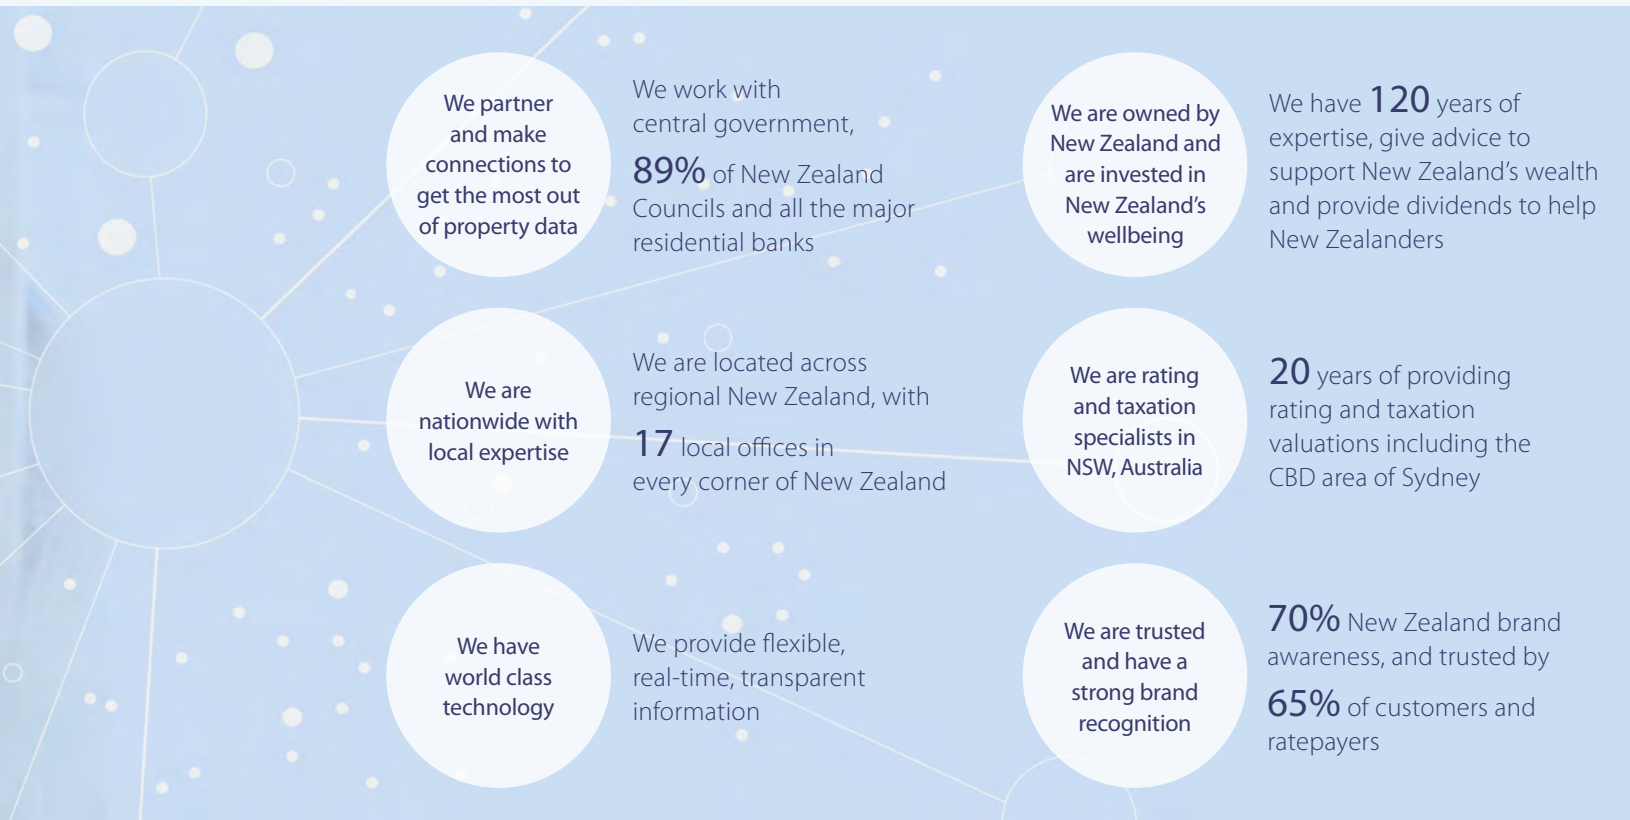 We partner
and make
connections to
get the most out
of property data
We work with
central government,
89% of New Zealand
Councils and all the major
residential banks
We are
nationwide with
local expertise
We are located across
regional New Zealand, with
17 local offices in
every corner of New Zealand
We have
world class
technology
We provide flexible,
real-time, transparent
information
We are owned by
New Zealand and
are invested in
New Zealand’s
wellbeing
We have 120 years of
expertise, give advice to
support New Zealand’s wealth
and provide dividends to help
New Zealanders
We are rating
and taxation
specialists in
NSW, Australia
20 years of providing
rating and taxation
valuations including the
CBD area of Sydney
We are trusted
and have a
strong brand
recognition
70% New Zealand brand
awareness, and trusted by
65% of customers and
ratepayers